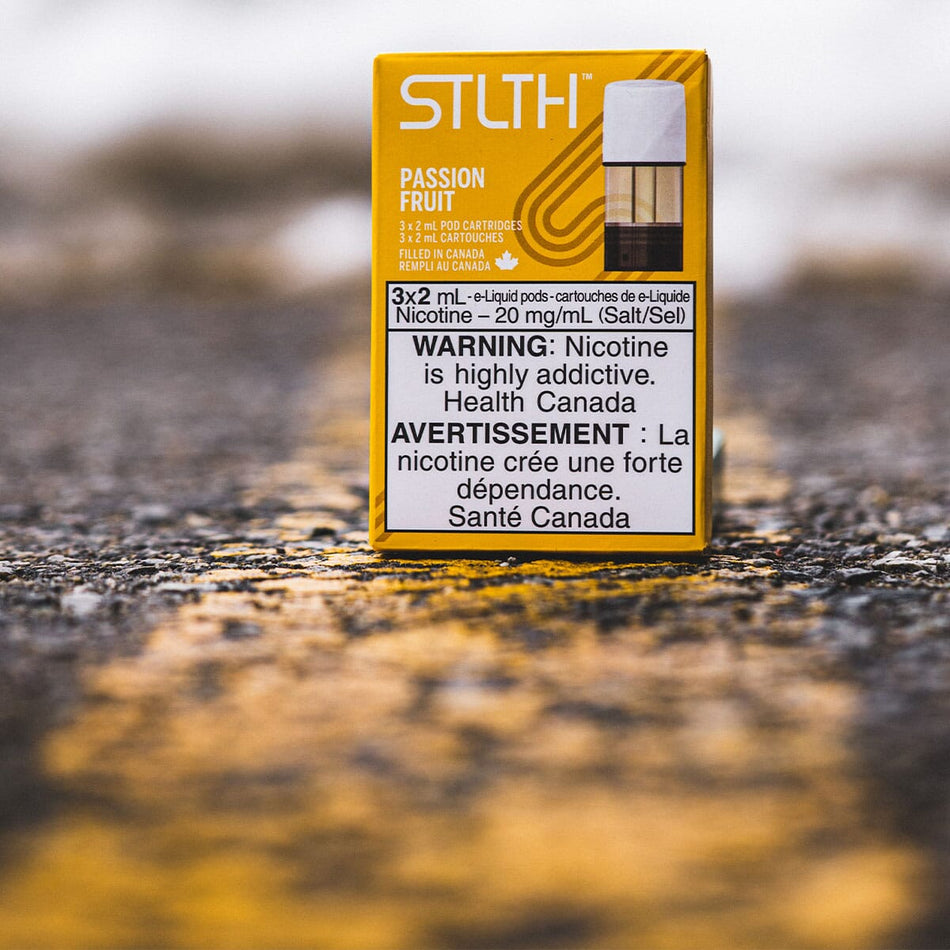 STLTH™
PASSION
FRUIT
3 x 2 mL POD CARTRIDGES
3 x 2 mL CARTOUCHES
FILLED IN CANADA
REMPLI AU CANADA
3x2 mL - e-Liquid pods - cartouches de e-Liquide
Nicotine – 20 mg/mL (Salt/Sel)
WARNING: Nicotine
is highly addictive.
Health Canada
AVERTISSEMENT : La
nicotine crée une forte
dépendance.
Santé Canada